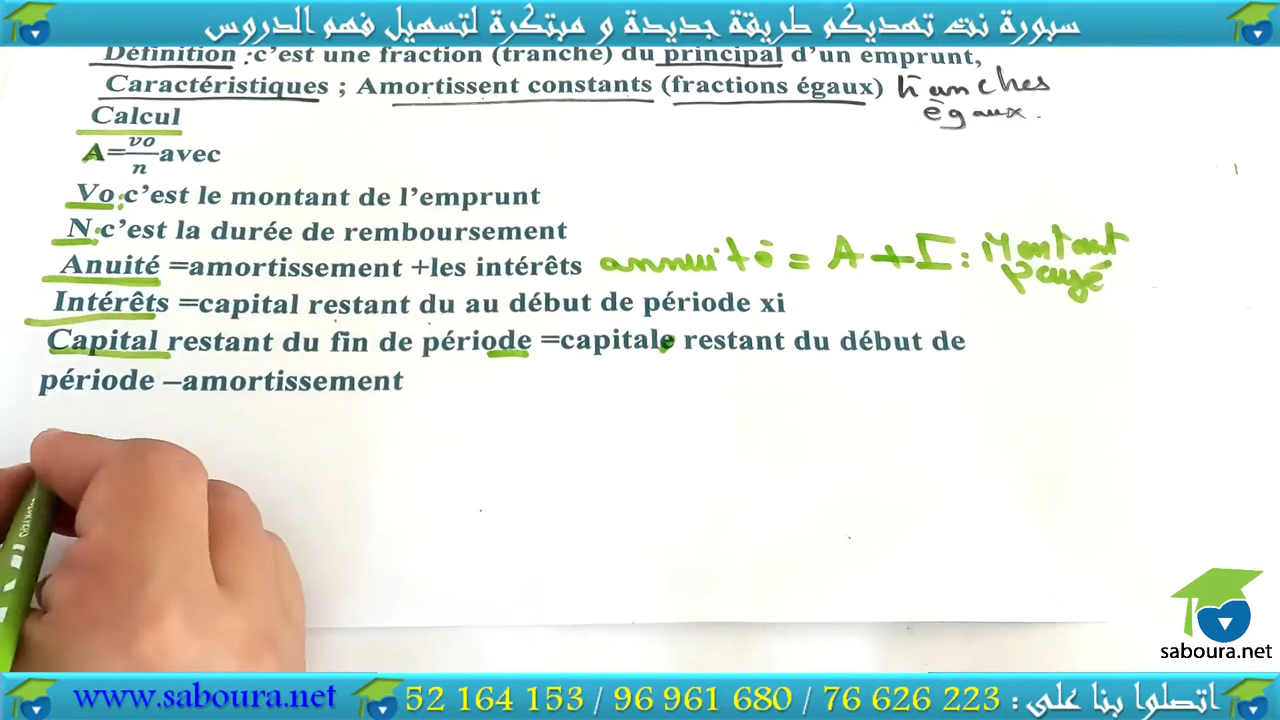 سبورة نت تهديكم طريقة جديدة و مبتكرة لتسهيل فهم الدروس
Définition :c’est une fraction (tranche) du principal d’un emprunt,
Caractéristiques ; Amortissent constants (fractions égaux) tranches
égaux.
Calcul
A=vo/n avec
Vo:c’est le montant de l’emprunt
N:c’est la durée de remboursement
Anuité =amortissement +les intérêts annuité = A + I : Montant
payé
Intérêts =capital restant du au début de période xi
Capital restant du fin de période =capitale restant du début de
période –amortissement
saboura.net
www.saboura.net 52 164 153 / 96 961 680 / 76 626 223 : اتصلوا بنا على